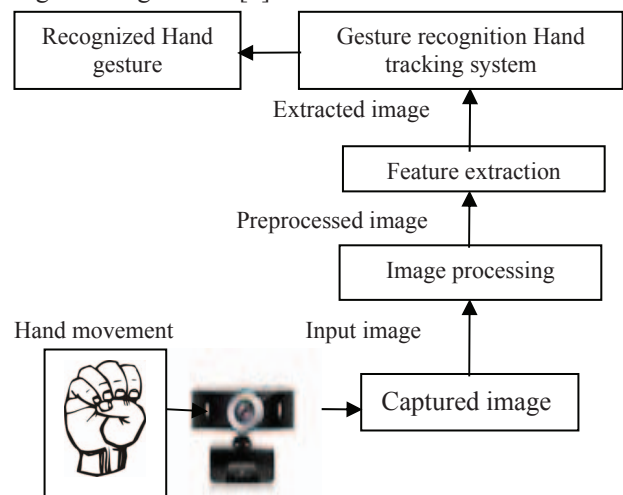 Recognized Hand
gesture
Gesture recognition Hand
tracking system
Extracted image
Feature extraction
Preprocessed image
Image processing
Hand movement
Input image
Captured image